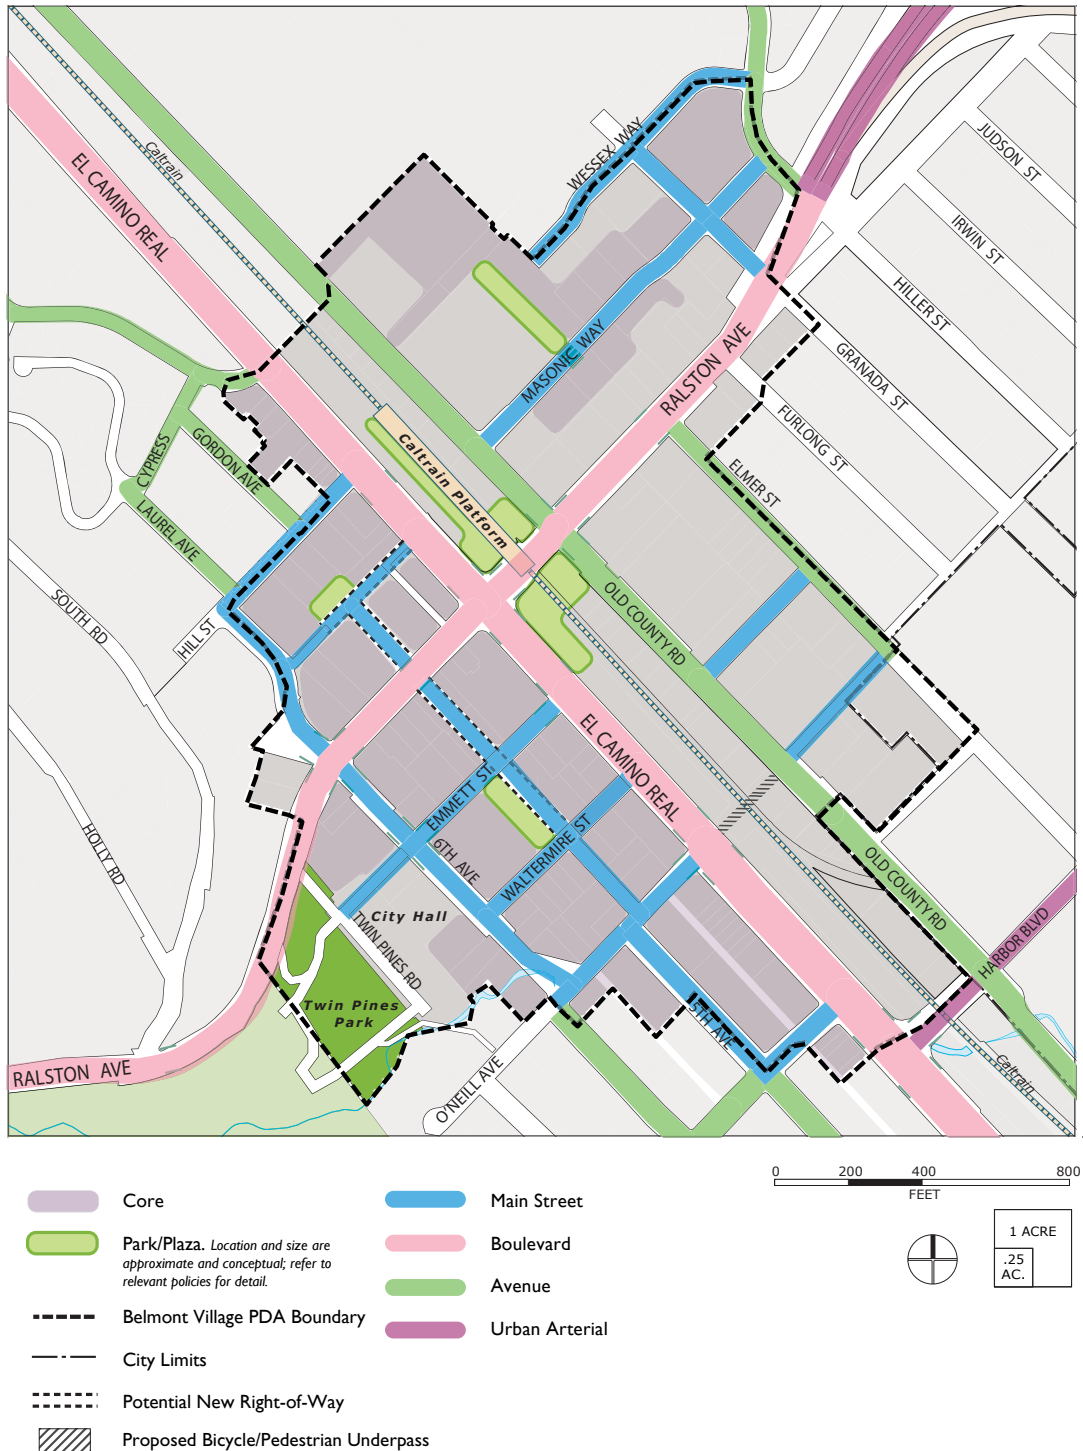 JUDSON ST
WESSEX WAY
Caltrain
EL CAMINO REAL
IRWIN ST
HILLER ST
MASONIC WAY
RALSTON AVE
GRANADA ST
FURLONG ST
CYPRESS
GORDON AVE
Caltrain Platform
ELMER ST
LAUREL AVE
SOUTH RD
HILL ST
OLD COUNTY RD
EL CAMINO REAL
EMMETT ST
HOLLY RD
6TH AVE
WALTERMIRE ST
OLD COUNTY RD
City Hall
TWIN PINES RD
HARBOR BLVD
Twin Pines
Park
5TH AVE
RALSTON AVE
O'NEILL AVE
Caltrain
0 200 400 800
FEET
Core
Park/Plaza. Location and size are
approximate and conceptual; refer to
relevant policies for detail.
Belmont Village PDA Boundary
City Limits
Potential New Right-of-Way
Proposed Bicycle/Pedestrian Underpass
Main Street
Boulevard
Avenue
Urban Arterial
1 ACRE
.25
AC.